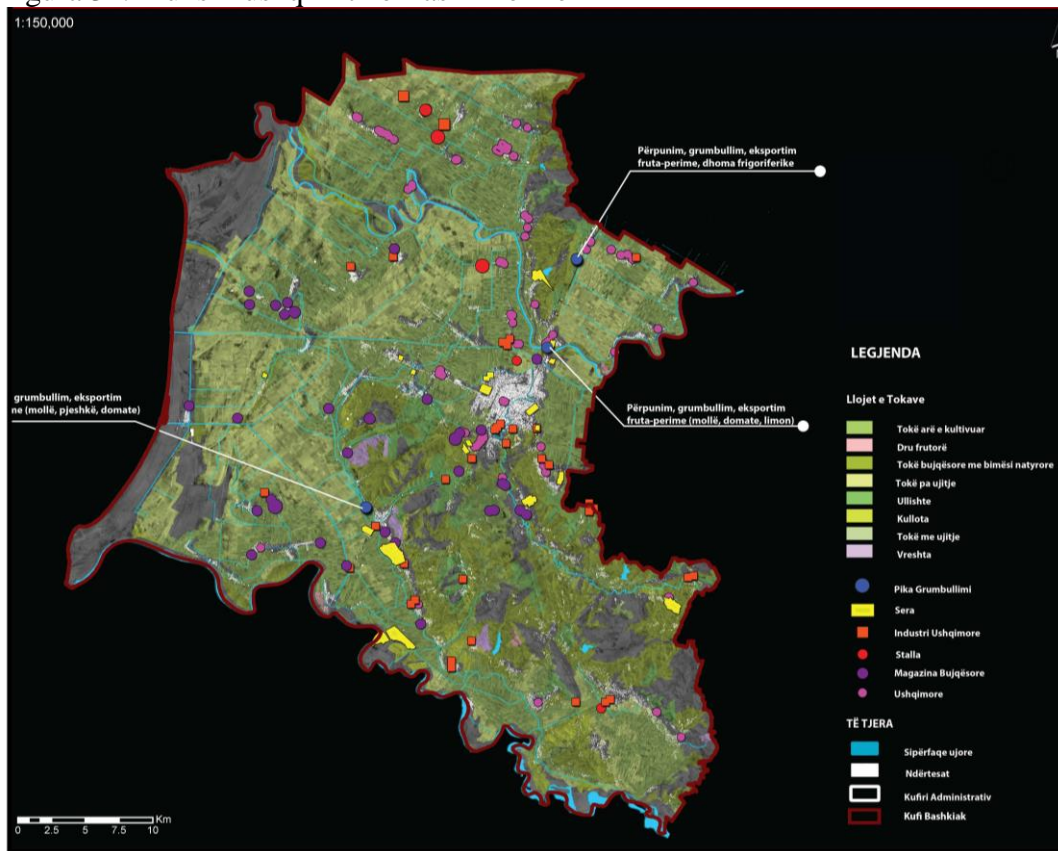 1:150,000
Përpunim, grumbullim, eksportim
fruta-perime, dhoma frigoriferike
grumbullim, eksportim
ne (mollë, pjeshkë, domate)
Përpunim, grumbullim, eksportim
fruta-perime (mollë, domate, limon)
LEGJENDA
Llojet e Tokave
Tokë arë e kultivuar
Dru frutorë
Tokë bujqësore me bimësi natyrore
Tokë pa ujitje
Ullishte
Kullota
Tokë me ujitje
Vreshta
Pika Grumbullimi
Sera
Industri Ushqimore
Stalla
Magazina Bujqësore
Ushqimore
TË TJERA
Sipërfaqe ujore
Ndërtesat
Kufiri Administrativ
Kufi Bashkiak
Km
0 2.5 5 7.5 10